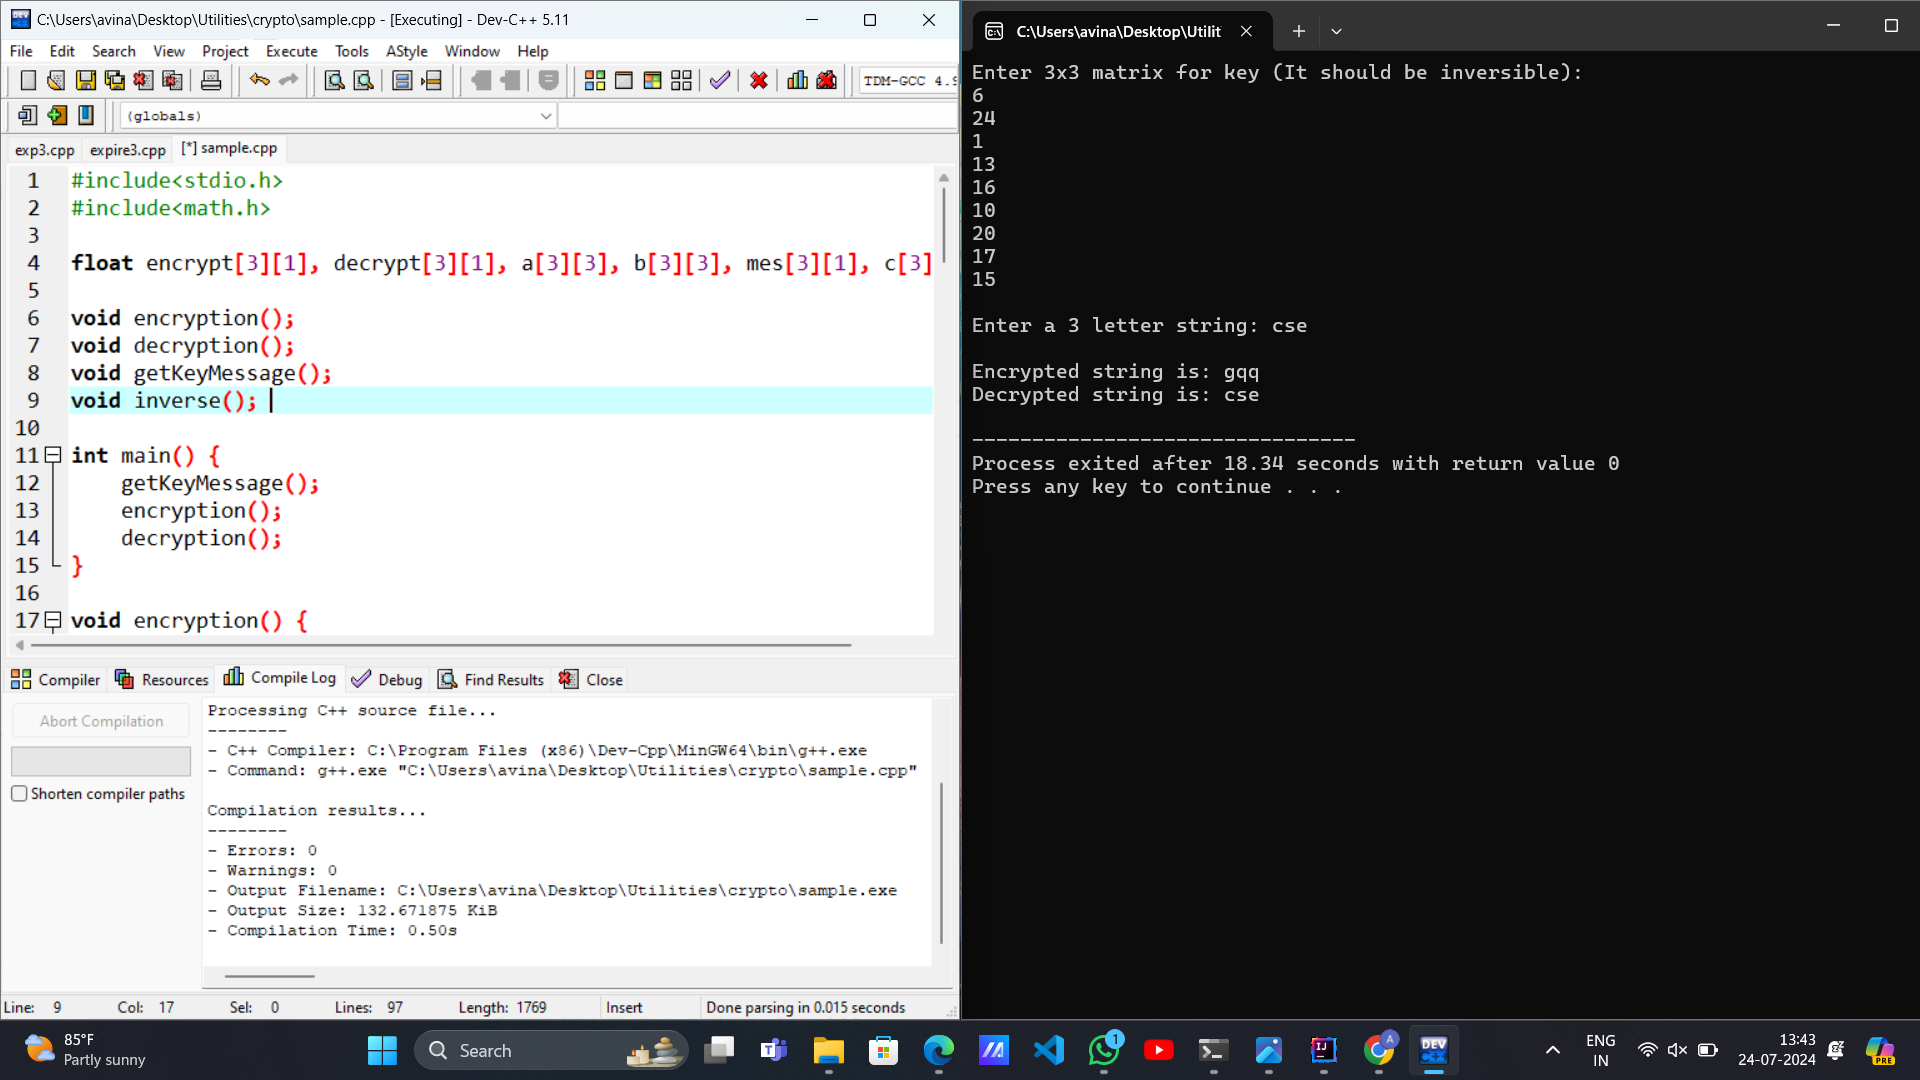 C:\Users\avina\Desktop\Utilities\crypto\sample.cpp - [Executing] - Dev-C++ 5.11
File Edit Search View Project Execute Tools AStyle Window Help
TDM-GCC 4.9
(globals)
exp3.cpp expire3.cpp [*] sample.cpp
1 #include<stdio.h>
2 #include<math.h>
3
4 float encrypt[3][1], decrypt[3][1], a[3][3], b[3][3], mes[3][1], c[3]
5
6 void encryption();
7 void decryption();
8 void getKeyMessage();
9 void inverse();
10
11 int main() {
12 getKeyMessage();
13 encryption();
14 decryption();
15 }
16
17 void encryption() {
Compiler Resources Compile Log Debug Find Results Close
Abort Compilation
Shorten compiler paths
Processing C++ source file...
--------
- C++ Compiler: C:\Program Files (x86)\Dev-Cpp\MinGW64\bin\g++.exe
- Command: g++.exe "C:\Users\avina\Desktop\Utilities\crypto\sample.cpp"
Compilation results...
--------
- Errors: 0
- Warnings: 0
- Output Filename: C:\Users\avina\Desktop\Utilities\crypto\sample.exe
- Output Size: 132.671875 KiB
- Compilation Time: 0.50s
Line: 9 Col: 17 Sel: 0 Lines: 97 Length: 1769 Insert Done parsing in 0.015 seconds
C:\Users\avina\Desktop\Utilit
Enter 3x3 matrix for key (It should be inversible):
6
24
1
13
16
10
20
17
15
Enter a 3 letter string: cse
Encrypted string is: gqq
Decrypted string is: cse
--------------------------------
Process exited after 18.34 seconds with return value 0
Press any key to continue . . .
85°F
Partly sunny
Search
1
A
DEV
C++
ENG
IN
13:43
24-07-2024
PRE